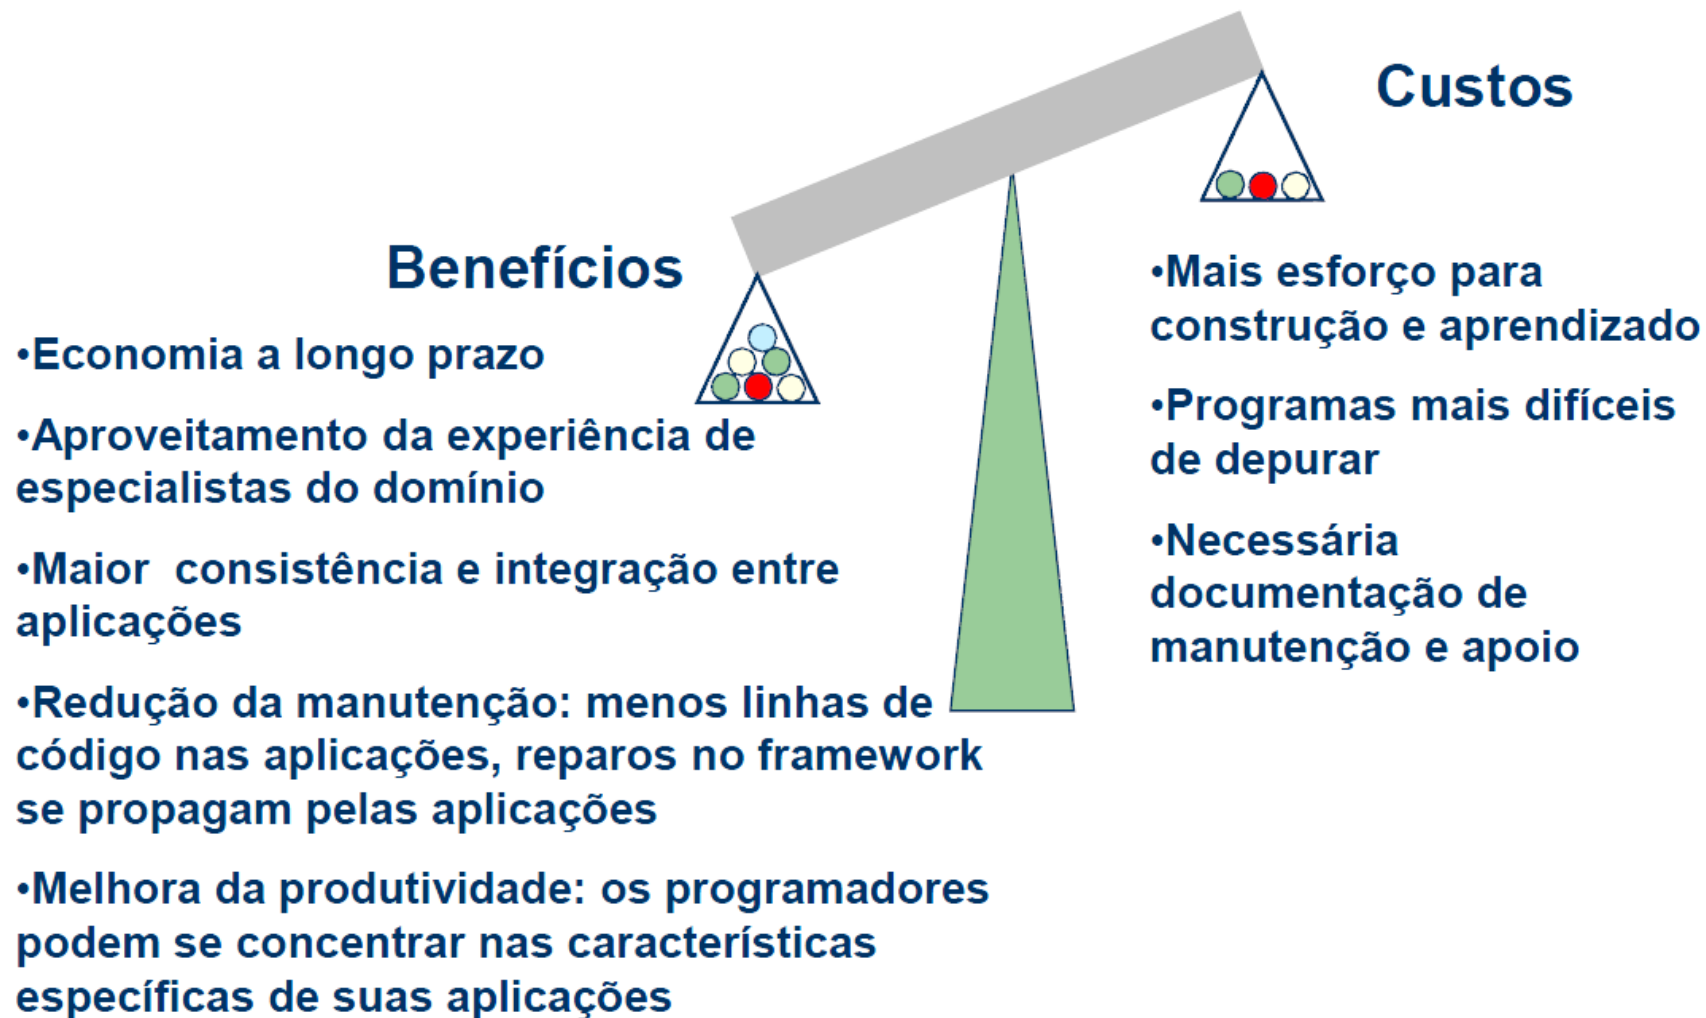 Benefícios
•Economia a longo prazo
•Aproveitamento da experiência de
especialistas do domínio
•Maior  consistência e integração entre
aplicações
•Redução da manutenção: menos linhas de
código nas aplicações, reparos no framework
se propagam pelas aplicações
•Melhora da produtividade: os programadores
podem se concentrar nas características
específicas de suas aplicações
Custos
•Mais esforço para
construção e aprendizado
•Programas mais difíceis
de depurar
•Necessária
documentação de
manutenção e apoio